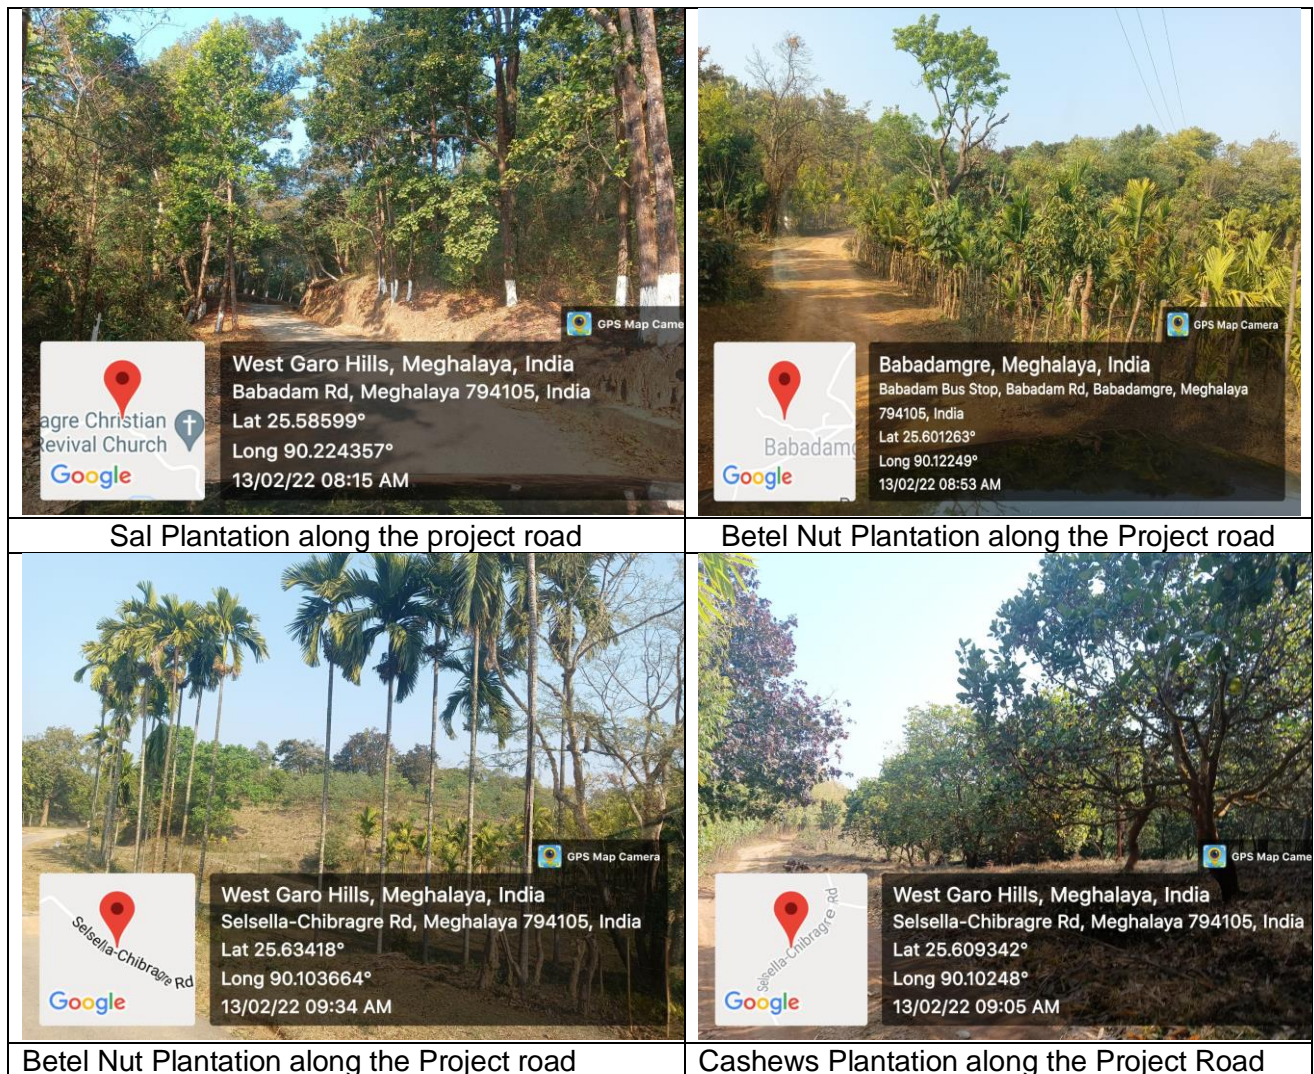 GPS Map Came
agre Christian
Revival Church
Google
West Garo Hills, Meghalaya, India
Babadam Rd, Meghalaya 794105, India
Lat 25.58599°
Long 90.224357°
13/02/22 08:15 AM
GPS Map Camera
Babadamg
Google
Babadamgre, Meghalaya, India
Babadam Bus Stop, Babadam Rd, Babadamgre, Meghalaya
794105, India
Lat 25.601263°
Long 90.12249°
13/02/22 08:53 AM
Sal Plantation along the project road
Betel Nut Plantation along the Project road
GPS Map Camera
Selsella-Chibragre Rd
Google
West Garo Hills, Meghalaya, India
Selsella-Chibragre Rd, Meghalaya 794105, India
Lat 25.63418°
Long 90.103664°
13/02/22 09:34 AM
GPS Map Came
Selsella-Chibragre Rd
Google
West Garo Hills, Meghalaya, India
Selsella-Chibragre Rd, Meghalaya 794105, India
Lat 25.609342°
Long 90.10248°
13/02/22 09:05 AM
Betel Nut Plantation along the Project road
Cashews Plantation along the Project Road